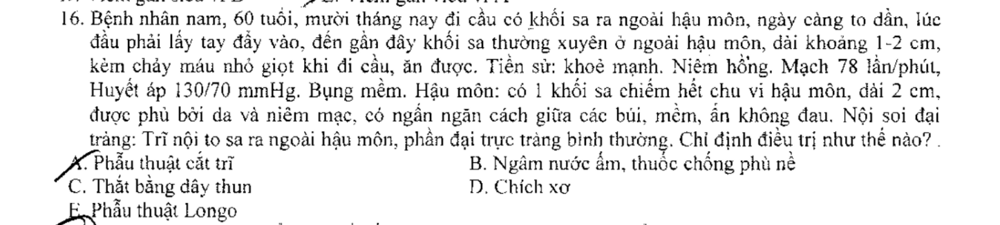 16. Bệnh nhân nam, 60 tuổi, mười tháng nay đi cầu có khối sa ra ngoài hậu môn, ngày càng to dần, lúc
đầu phải lấy tay đẩy vào, đến gần đây khối sa thường xuyên ở ngoài hậu môn, dài khoảng 1-2 cm,
kèm chảy máu nhỏ giọt khi đi cầu, ăn được. Tiền sử: khoẻ mạnh. Niêm hồng. Mạch 78 lần/phút,
Huyết áp 130/70 mmHg. Bụng mềm. Hậu môn: có 1 khối sa chiếm hết chu vi hậu môn, dài 2 cm,
được phủ bởi da và niêm mạc, có ngấn ngăn cách giữa các búi, mềm, ấn không đau. Nội soi đại
tràng: Trĩ nội to sa ra ngoài hậu môn, phần đại trực tràng bình thường. Chỉ định điều trị như thế nào? .
A. Phẫu thuật cắt trĩ B. Ngâm nước ấm, thuốc chống phù nề
C. Thắt bằng dây thun D. Chích xơ
E. Phẫu thuật Longo